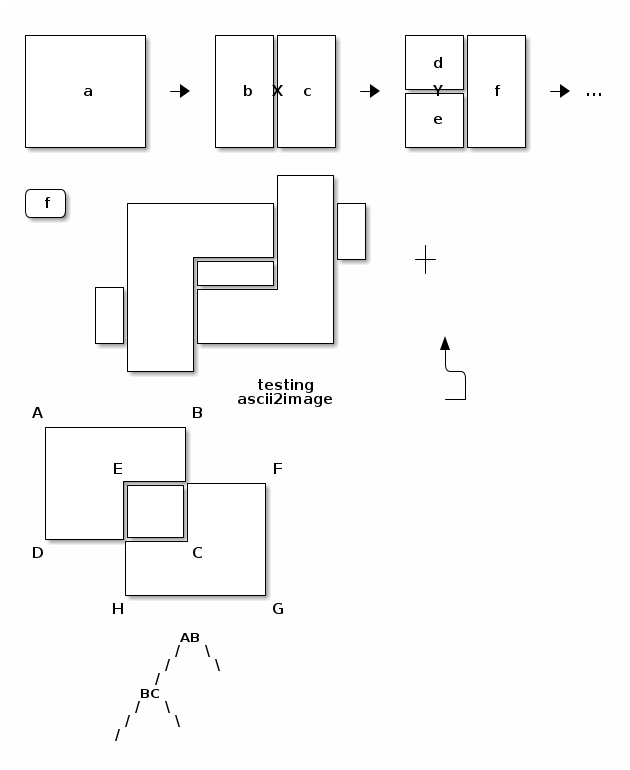 a b X c d Y e f ...
f
testing
ascii2image
A B
E F
D C
H G
AB
BC